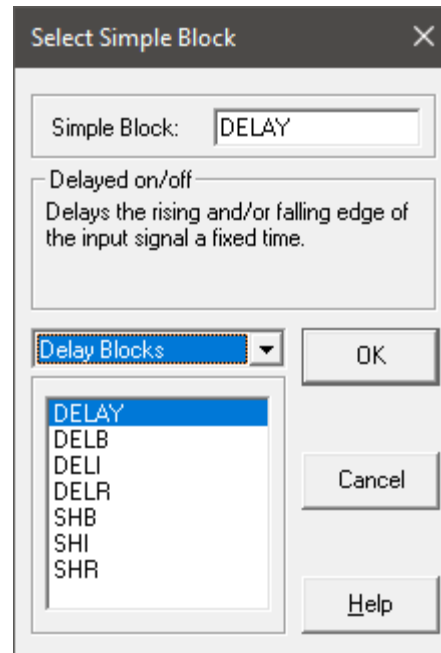 Select Simple Block
Simple Block: DELAY
Delayed on/off
Delays the rising and/or falling edge of
the input signal a fixed time.
Delay Blocks
OK
DELAY
DELB
DELI
DELR
SHB
SHI
SHR
Cancel
Help